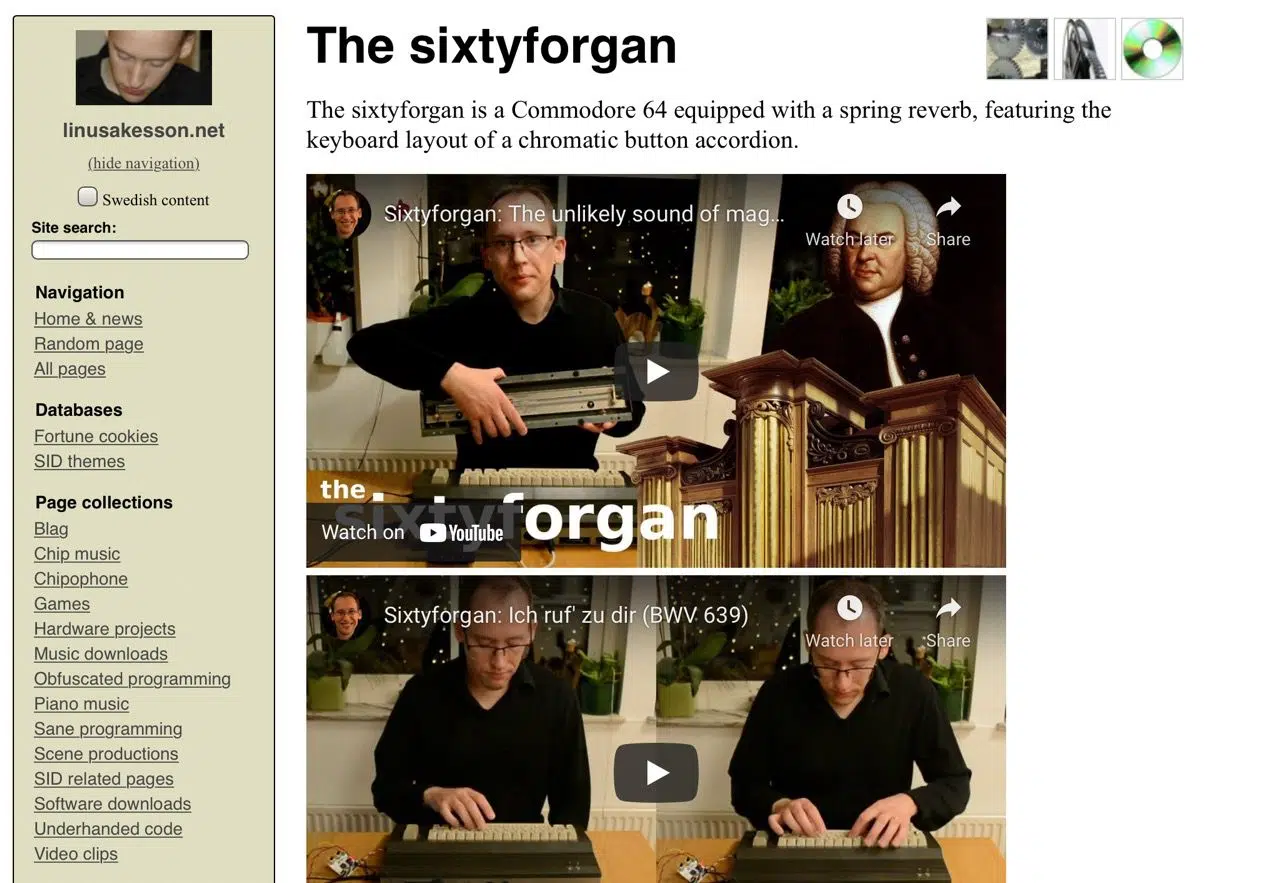 linusakesson.net
(hide navigation)
Swedish content
Site search:
Navigation
Home & news
Random page
All pages
Databases
Fortune cookies
SID themes
Page collections
Blag
Chip music
Chipophone
Games
Hardware projects
Music downloads
Obfuscated programming
Piano music
Sane programming
Scene productions
SID related pages
Software downloads
Underhanded code
Video clips
The sixtyforgan
The sixtyforgan is a Commodore 64 equipped with a spring reverb, featuring the
keyboard layout of a chromatic button accordion.
Sixtyforgan: The unlikely sound of mag...
Watch later
Share
the
sixtyforgan
Watch on YouTube
Sixtyforgan: Ich ruf' zu dir (BWV 639)
Watch later
Share